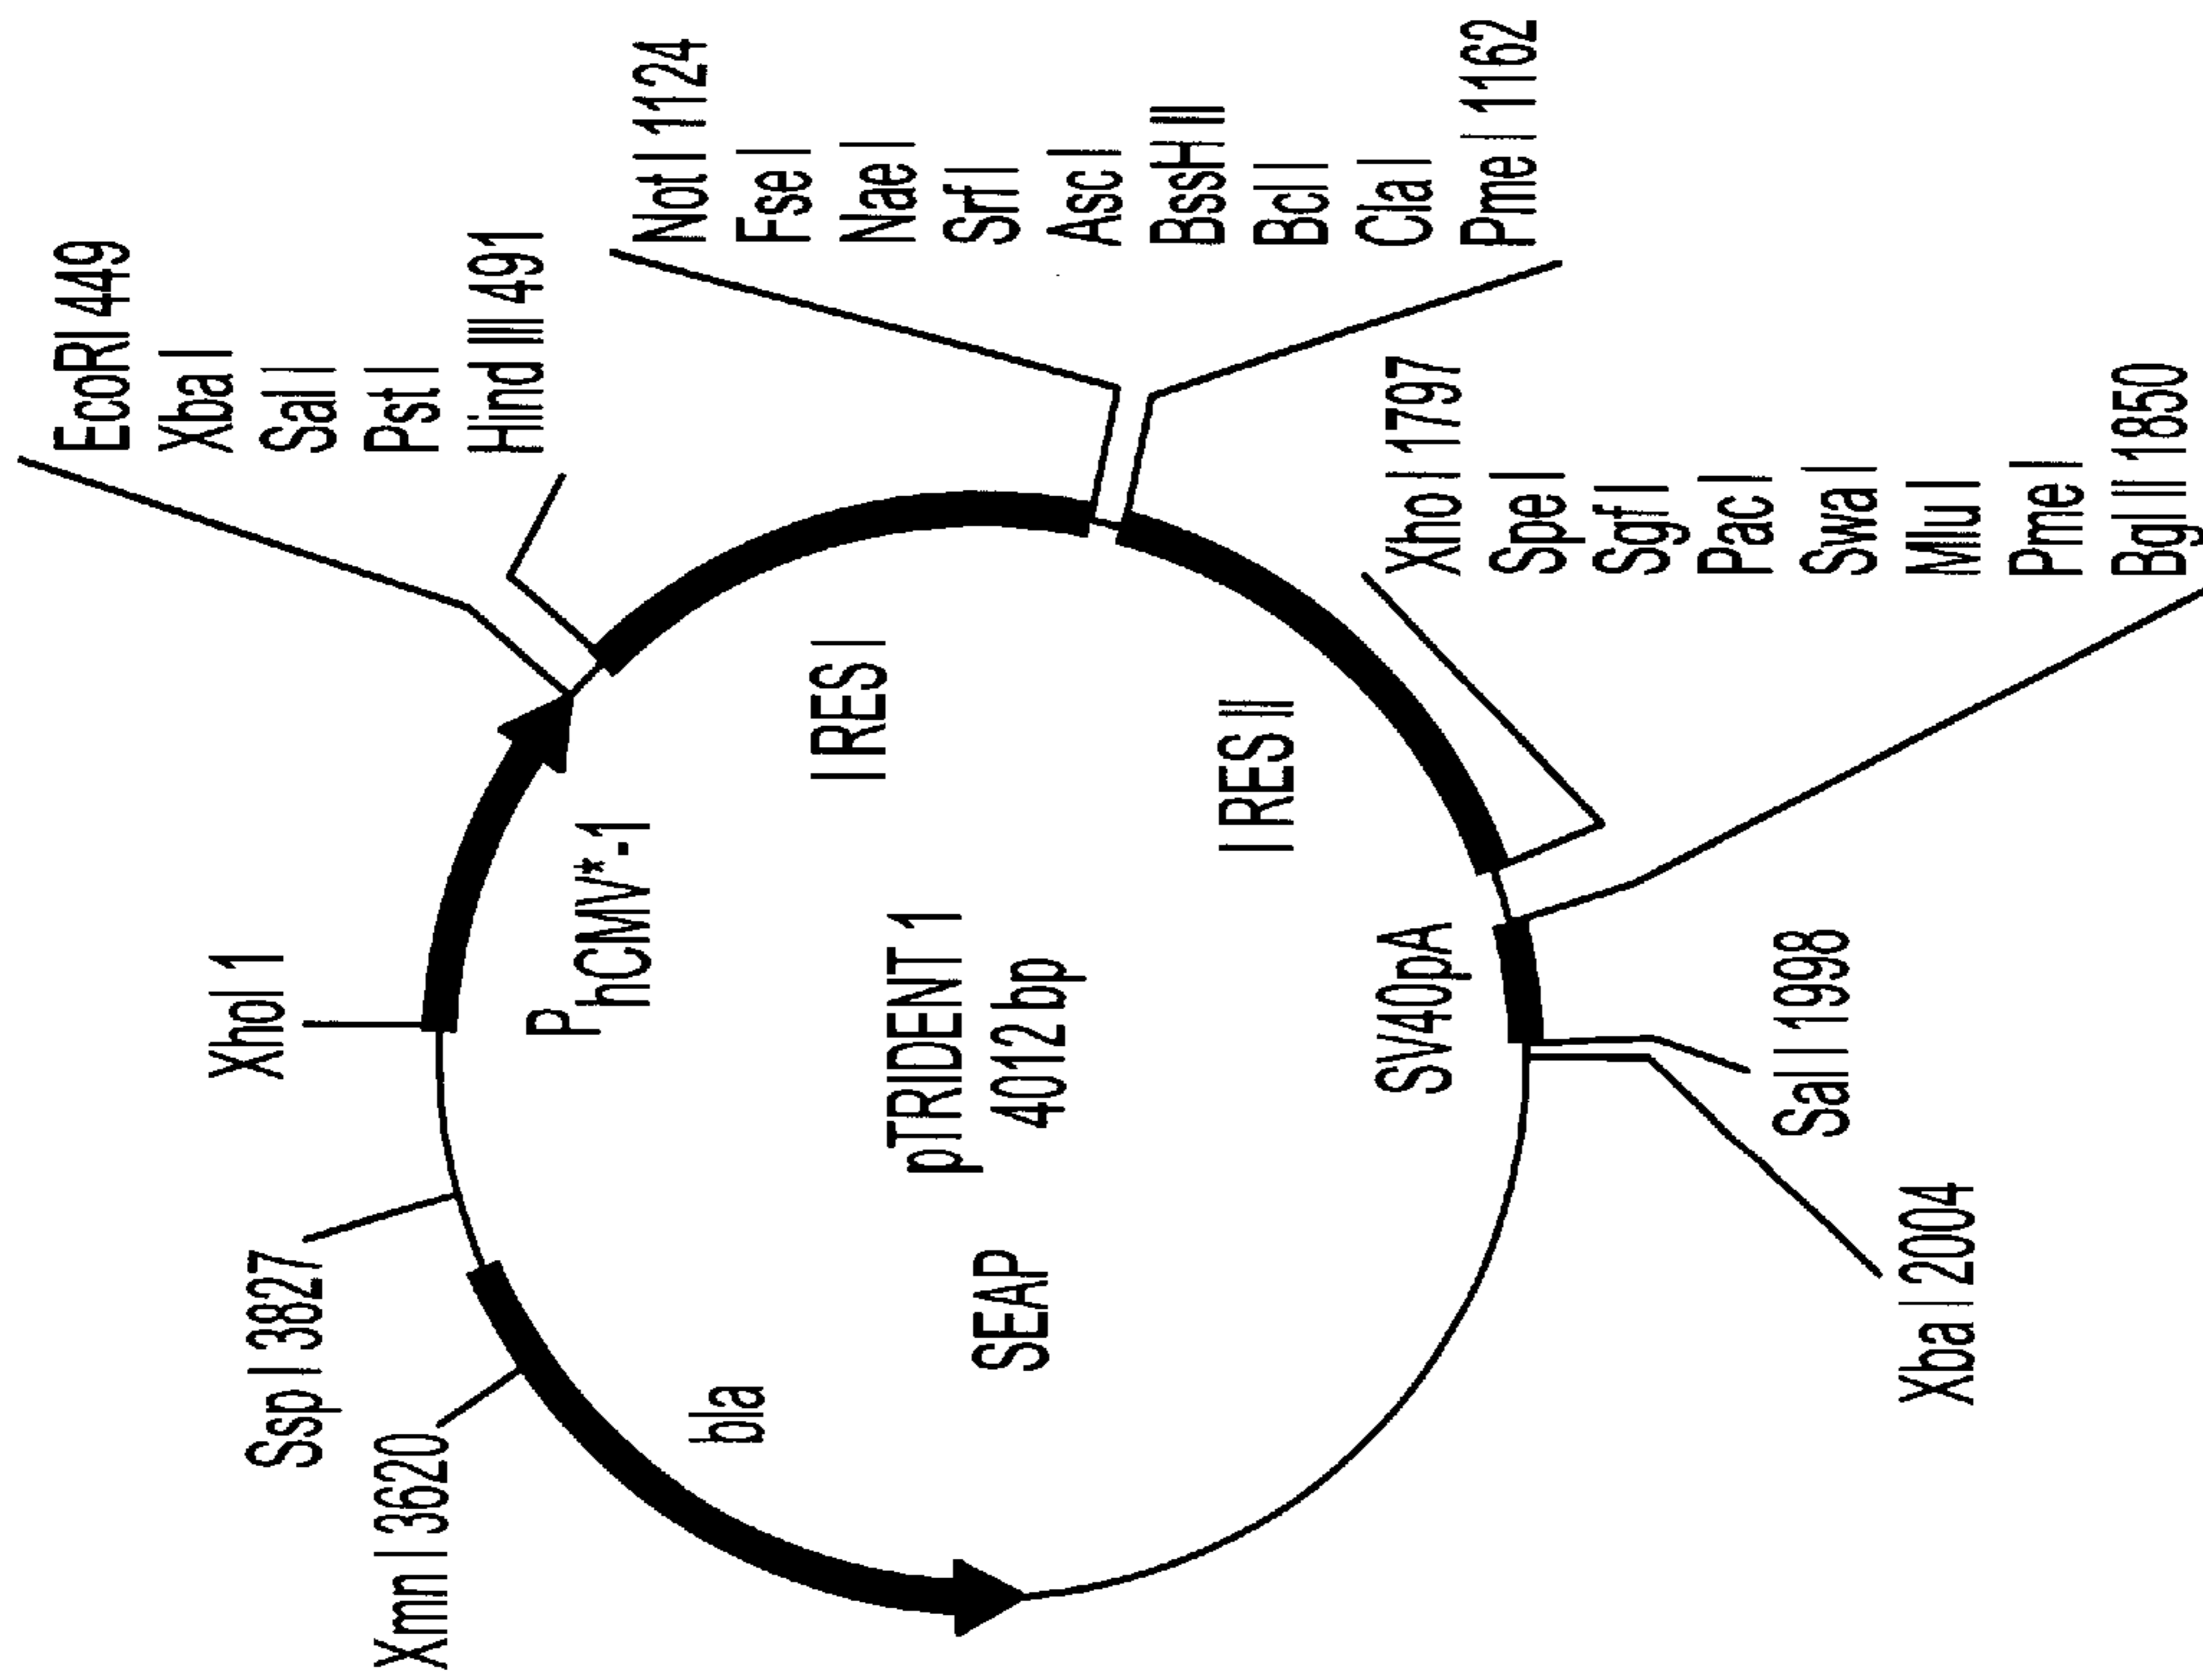 Ssp I 3827
Xmn I 3620
XhoI 1
EcoRI 449
Xba I
Sal I
Pst I
Hind III 491
P
hCMV*-1
bla
IRES I
Not I 1124
Fse I
Nae I
Srf I
Asc I
BssH II
Bcl I
Cla I
Pme I 1162
pTRIDENT 1
4012 bp
SEAP
IRES II
SV40pA
Xho I 1797
Spe I
Sgf I
Pac I
Swa I
Mlu I
Pme I
Bgl II 1850
Sal I 1998
Xba I 2004